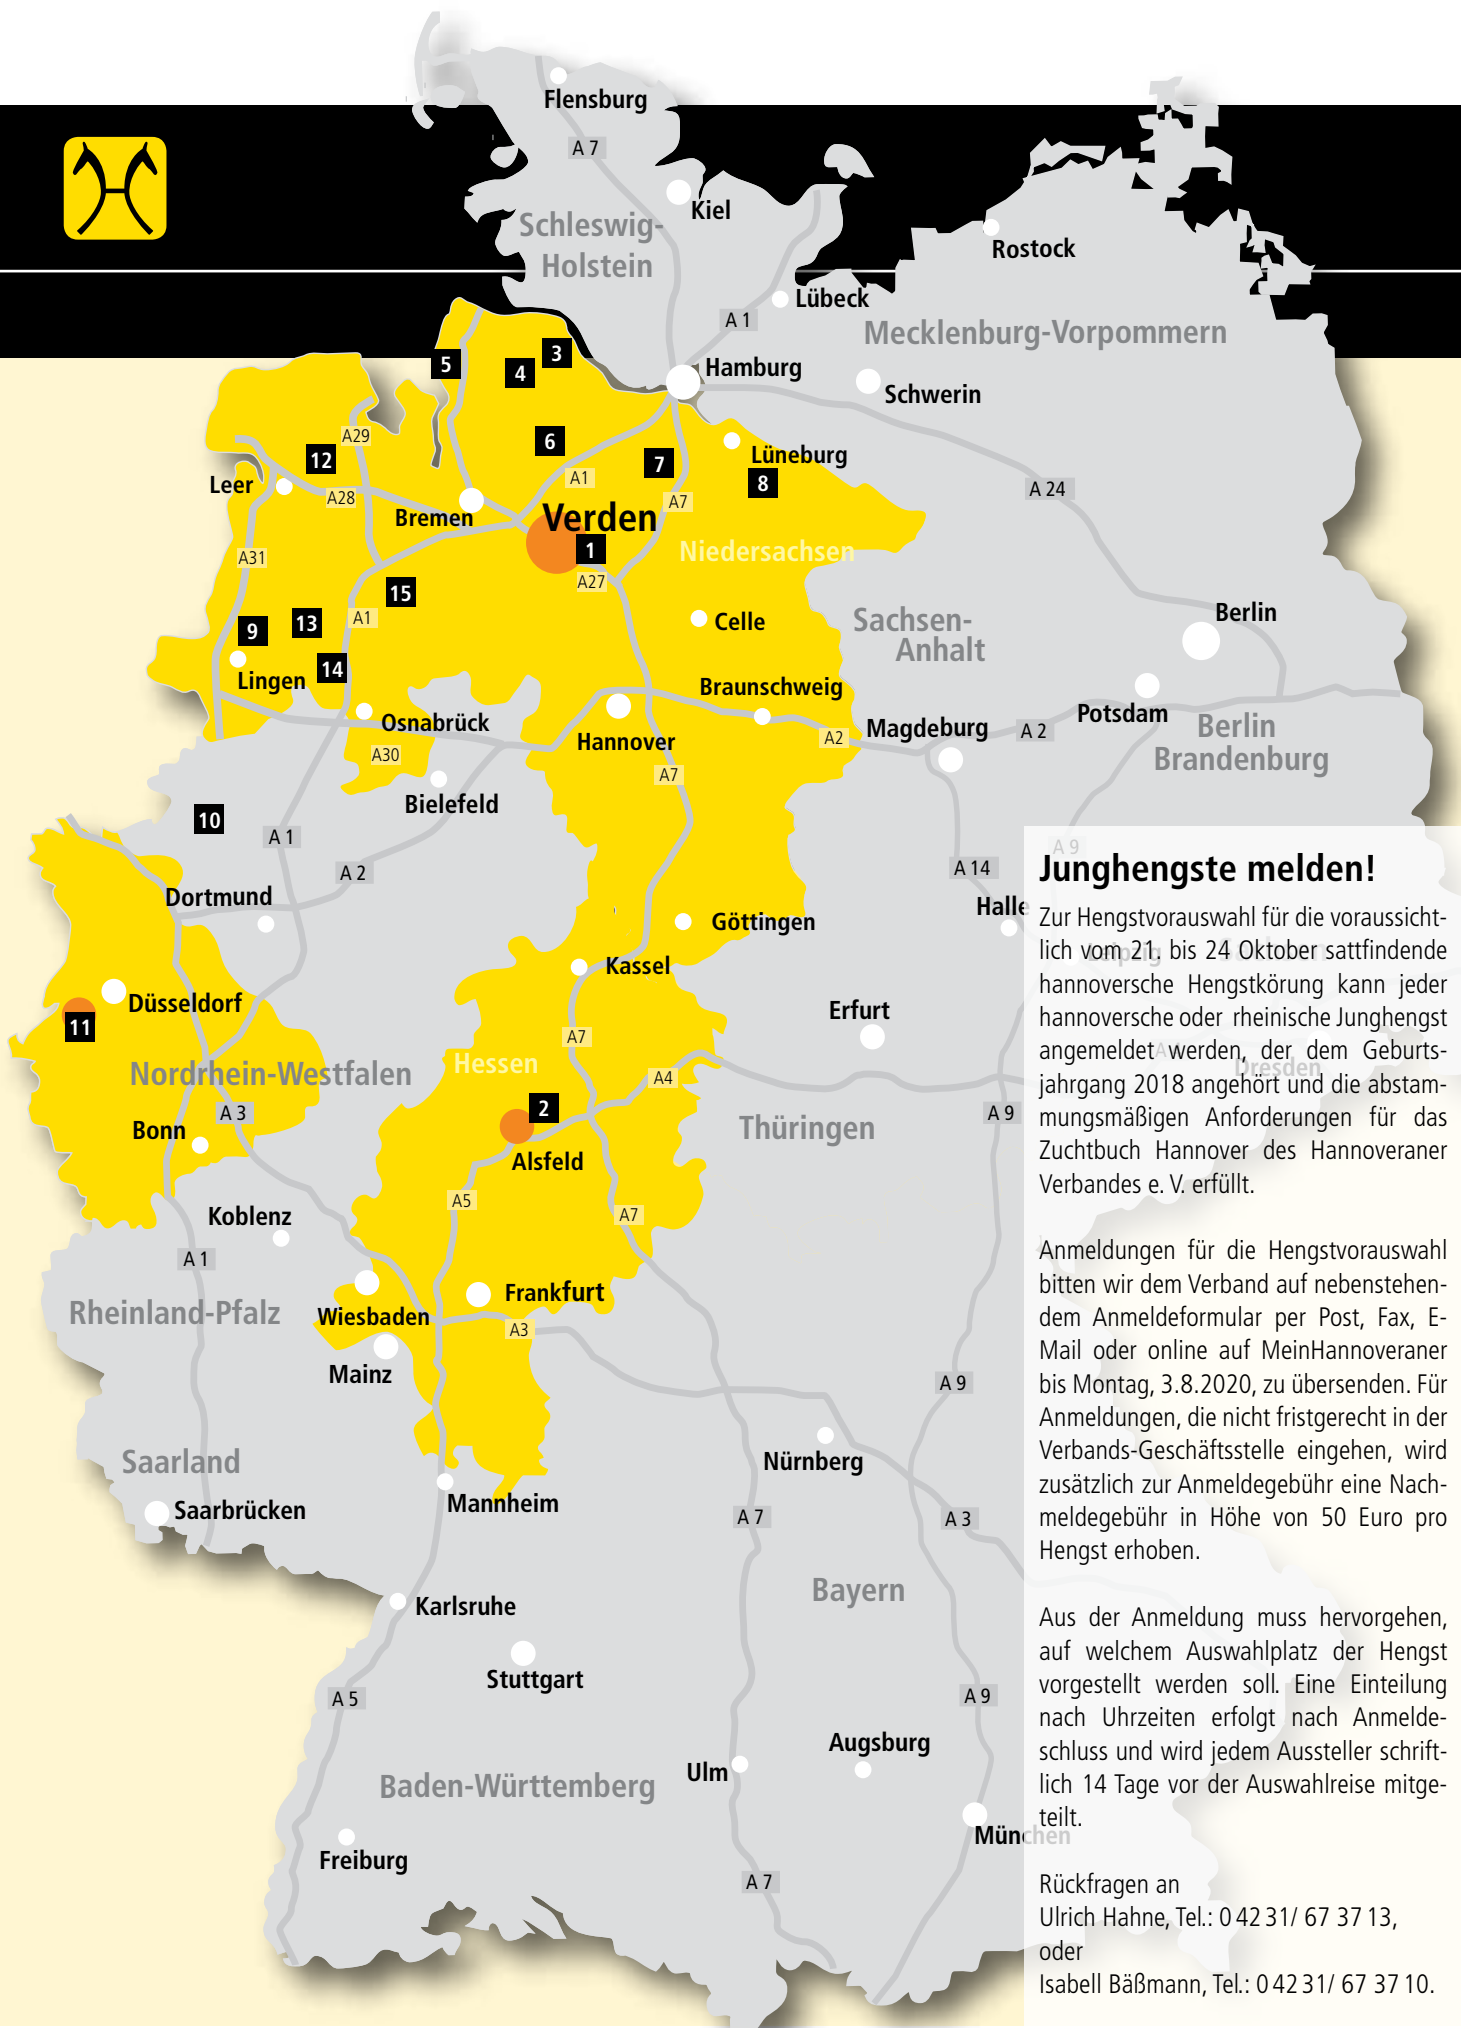 Flensburg
A 7
Kiel
Schleswig-
Holstein
Rostock
Lübeck
A 1
Mecklenburg-Vorpommern
Hamburg
Schwerin
5
4
3
A29
12
6
7
Lüneburg
8
Leer
A28
A1
A7
A 24
Bremen
Verden
1
Niedersachsen
A31
A27
15
9
13
A1
Celle
Sachsen-
Anhalt
Berlin
14
Lingen
Braunschweig
Osnabrück
Hannover
A2
Magdeburg
A 2
Potsdam
Berlin
Brandenburg
A30
A7
Bielefeld
10
A 1
A 2
A 9
A 14
Dortmund
Halle
Göttingen
Leipzig
Kassel
Düsseldorf
11
Erfurt
A7
Nordrhein-Westfalen
Hessen
A4
Dresden
A 3
2
A 9
Thüringen
Bonn
Alsfeld
A5
A7
Koblenz
A 1
Rheinland-Pfalz
Wiesbaden
Frankfurt
A3
Mainz
A 9
Saarland
Nürnberg
Saarbrücken
Mannheim
A 7
A 3
Karlsruhe
Bayern
Stuttgart
A 5
A 9
Augsburg
Ulm
Baden-Württemberg
München
Freiburg
A 7
Junghengste melden!
Zur Hengstvorauswahl für die voraussicht-
lich vom 21. bis 24 Oktober sattfindende
hannoversche Hengstkörung kann jeder
hannoversche oder rheinische Junghengst
angemeldet werden, der dem Geburts-
jahrgang 2018 angehört und die abstam-
mungsmäßigen Anforderungen für das
Zuchtbuch Hannover des Hannoveraner
Verbandes e. V. erfüllt.
Anmeldungen für die Hengstvorauswahl
bitten wir dem Verband auf nebenstehen-
dem Anmeldeformular per Post, Fax, E-
Mail oder online auf MeinHannoveraner
bis Montag, 3.8.2020, zu übersenden. Für
Anmeldungen, die nicht fristgerecht in der
Verbands-Geschäftsstelle eingehen, wird
zusätzlich zur Anmeldegebühr eine Nach-
meldegebühr in Höhe von 50 Euro pro
Hengst erhoben.
Aus der Anmeldung muss hervorgehen,
auf welchem Auswahlplatz der Hengst
vorgestellt werden soll. Eine Einteilung
nach Uhrzeiten erfolgt nach Anmelde-
schluss und wird jedem Aussteller schrift-
lich 14 Tage vor der Auswahlreise mitge-
teilt.
Rückfragen an
Ulrich Hahne, Tel.: 0 42 31/ 67 37 13,
oder
Isabell Bäßmann, Tel.: 0 42 31/ 67 37 10.